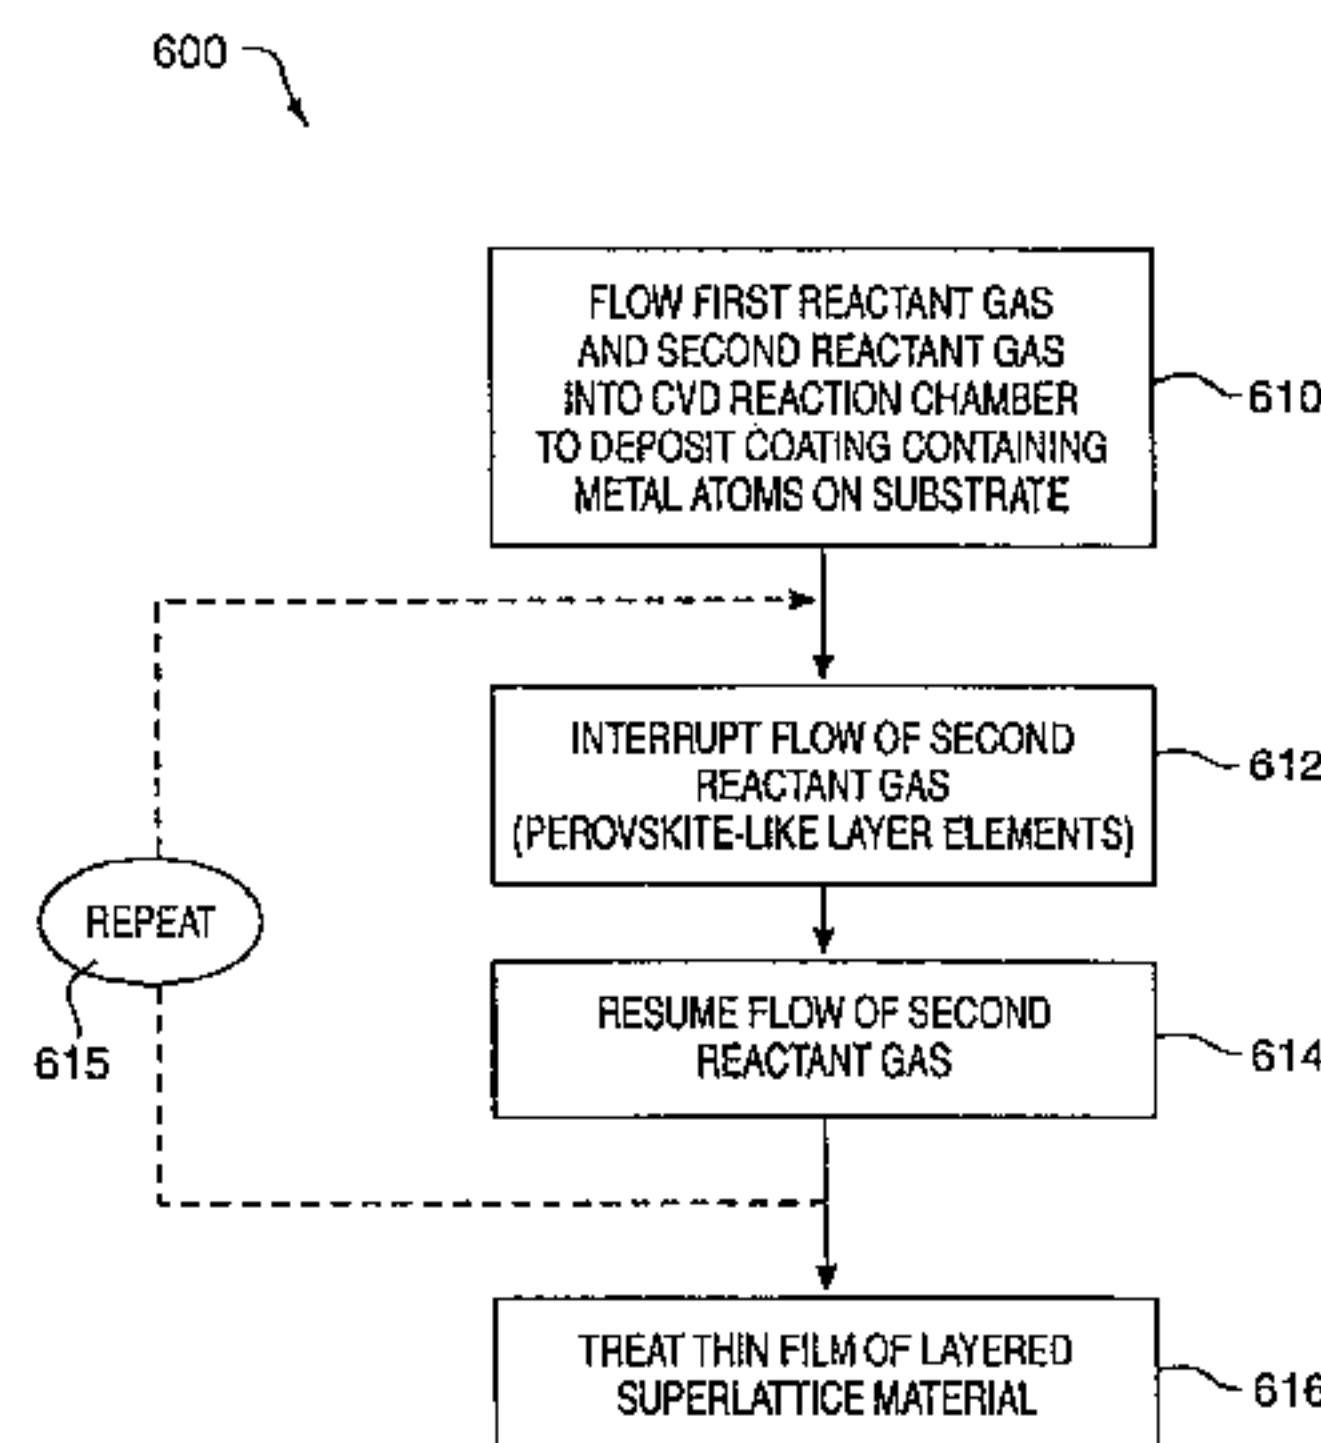 600
FLOW FIRST REACTANT GAS
AND SECOND REACTANT GAS
INTO CVD REACTION CHAMBER
TO DEPOSIT COATING CONTAINING
METAL ATOMS ON SUBSTRATE
610
INTERRUPT FLOW OF SECOND
REACTANT GAS
(PEROVSKITE-LIKE LAYER ELEMENTS)
612
REPEAT
615
RESUME FLOW OF SECOND
REACTANT GAS
614
TREAT THIN FILM OF LAYERED
SUPERLATTICE MATERIAL
616